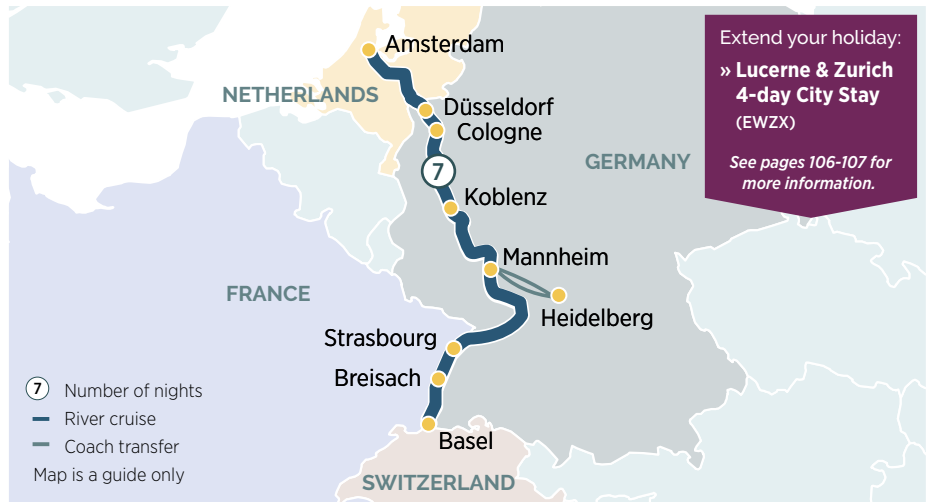 Amsterdam
NETHERLANDS
Düsseldorf
Cologne
7
GERMANY
Koblenz
Mannheim
FRANCE
Heidelberg
Strasbourg
Breisach
Basel
SWITZERLAND
Extend your holiday:
» Lucerne & Zurich
4-day City Stay
(EWZX)
See pages 106-107 for
more information.
7 Number of nights
River cruise
Coach transfer
Map is a guide only